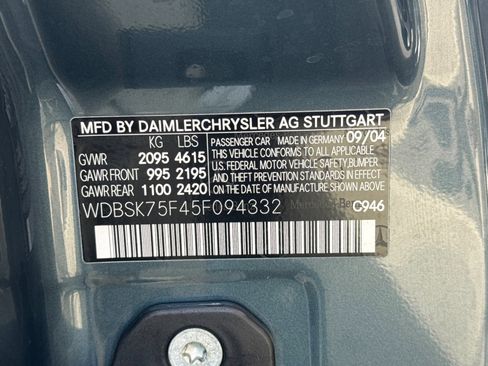 MFD BY DAIMLERCHRYSLER AG STUTTGART
KG LBS PASSENGER CAR MADE IN GERMANY 09/04
GVWR 2095 4615 THIS VEHICLE CONFORMS TO ALL APPLICABLE
GAWR FRONT 995 2195 U.S. FEDERAL MOTOR VEHICLE SAFETY, BUMPER
GAWR REAR 1100 2420 AND THEFT PREVENTION STANDARDS IN EFFECT
ON THE DATE OF MANUFACTURE SHOWN ABOVE.
WDBSK75F45F094332 Mercedes-Benz C946